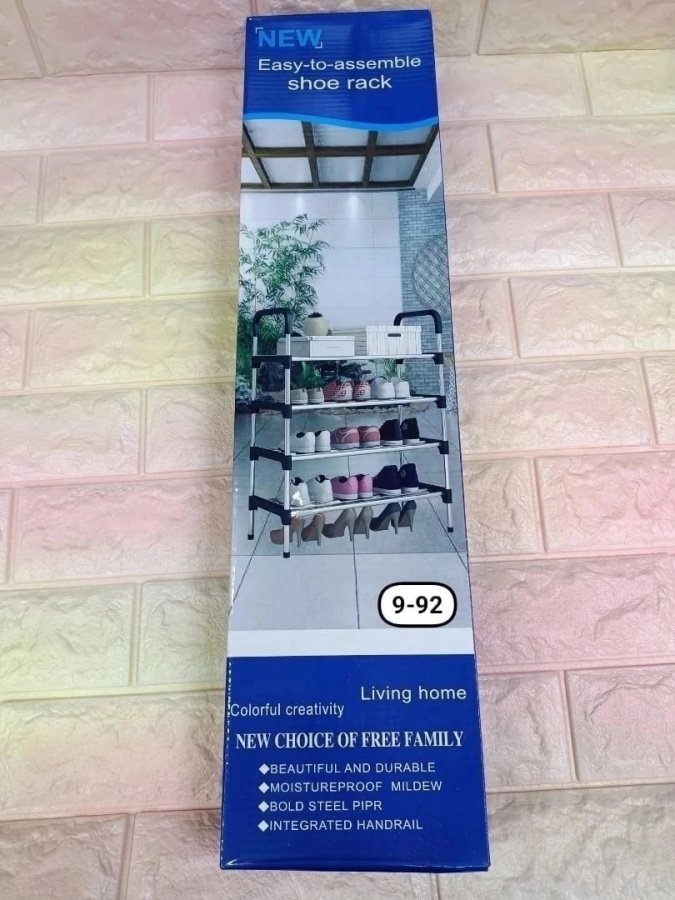 NEW
Easy-to-assemble
shoe rack
9-92
Living home
Colorful creativity
NEW CHOICE OF FREE FAMILY
◆BEAUTIFUL AND DURABLE
◆MOISTUREPROOF MILDEW
◆BOLD STEEL PIPR
◆INTEGRATED HANDRAIL